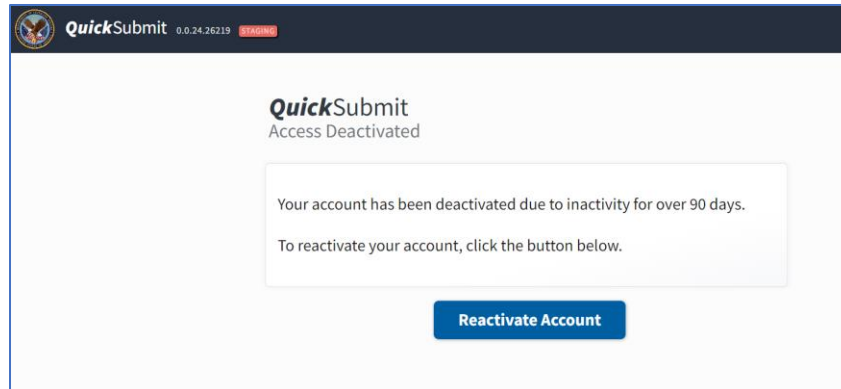 QuickSubmit 0.0.24.26219 STAGING
QuickSubmit
Access Deactivated
Your account has been deactivated due to inactivity for over 90 days.
To reactivate your account, click the button below.
Reactivate Account